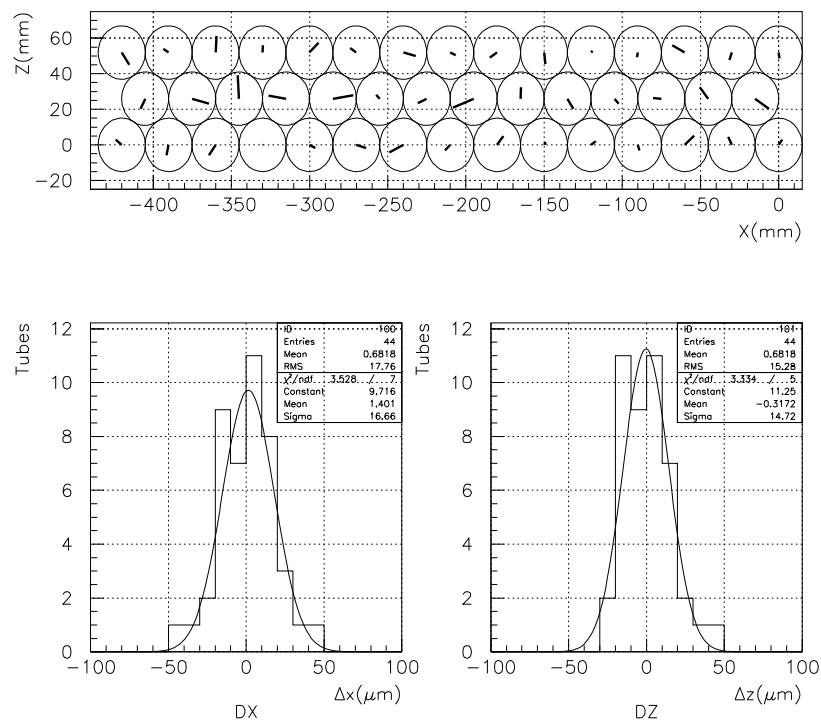 Z(mm)
60
40
20
0
−20
−400 −350 −300 −250 −200 −150 −100 −50 0
X(mm)
Tubes
12
10
8
6
4
2
0
−100 −50 0 50 100
Δx(μm)
DX
ID 100
Entries 44
Mean 0.6818
RMS 17.76
χ²/ndf 3.528 / 7
Constant 9.716
Mean 1.401
Sigma 16.66
Tubes
12
10
8
6
4
2
0
−100 −50 0 50 100
Δz(μm)
DZ
ID 101
Entries 44
Mean 0.6818
RMS 15.28
χ²/ndf 3.334 / 5
Constant 11.25
Mean −0.3172
Sigma 14.72